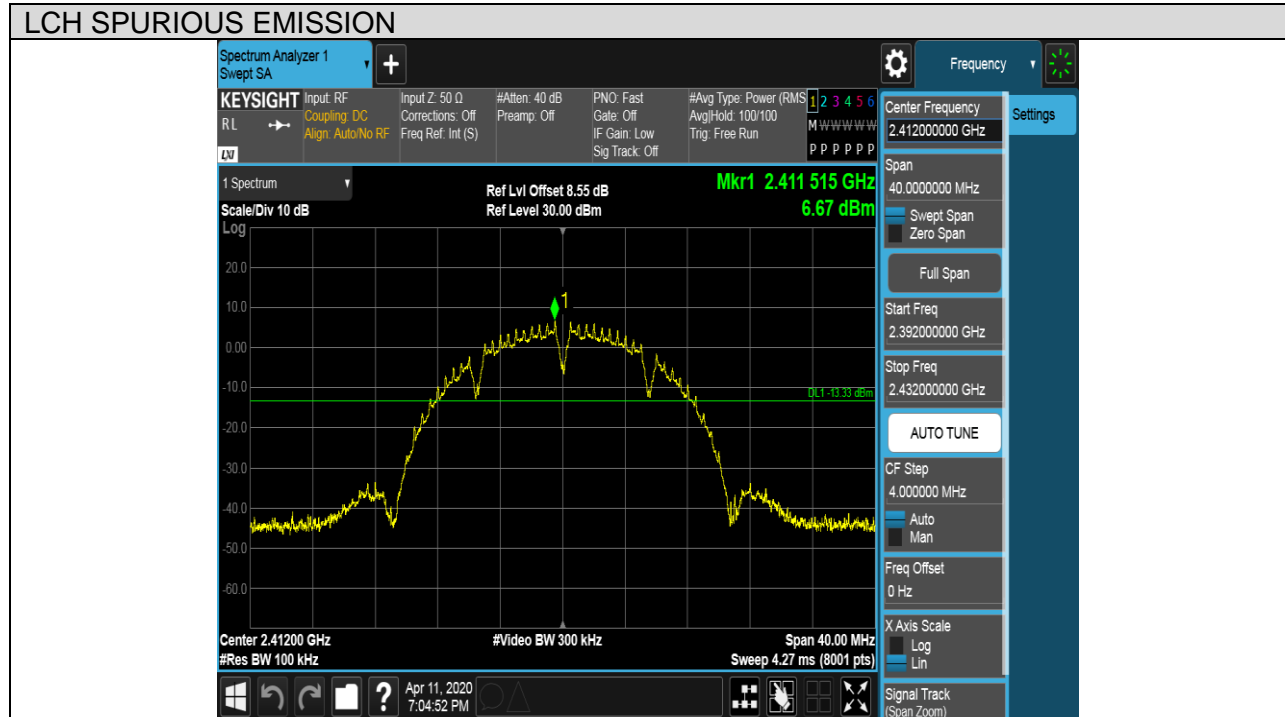 LCH SPURIOUS EMISSION
Spectrum Analyzer 1
Swept SA
+
Frequency
KEYSIGHT
RL
LXI
Input: RF
Coupling: DC
Align: Auto/No RF
Input Z: 50 Ω
Corrections: Off
Freq Ref: Int (S)
#Atten: 40 dB
Preamp: Off
PNO: Fast
Gate: Off
IF Gain: Low
Sig Track: Off
#Avg Type: Power (RMS
Avg|Hold: 100/100
Trig: Free Run
1 2 3 4 5 6
M W W W W W
P P P P P P
1 Spectrum
Scale/Div 10 dB
Log
Ref Lvl Offset 8.55 dB
Ref Level 30.00 dBm
Mkr1 2.411 515 GHz
6.67 dBm
20.0
10.0
0.00
-10.0
-20.0
-30.0
-40.0
-50.0
-60.0
1
DL1 -13.33 dBm
Center 2.41200 GHz
#Video BW 300 kHz
Span 40.00 MHz
#Res BW 100 kHz
Sweep 4.27 ms (8001 pts)
?
Apr 11, 2020
7:04:52 PM
Center Frequency
2.412000000 GHz
Settings
Span
40.0000000 MHz
Swept Span
Zero Span
Full Span
Start Freq
2.392000000 GHz
Stop Freq
2.432000000 GHz
AUTO TUNE
CF Step
4.000000 MHz
Auto
Man
Freq Offset
0 Hz
X Axis Scale
Log
Lin
Signal Track
(Span Zoom)